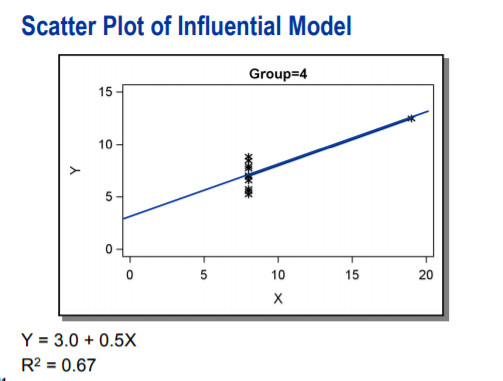 Scatter Plot of Influential Model
Group=4
15
10
Y
5
0
0 5 10 15 20
X
Y = 3.0 + 0.5X
R² = 0.67